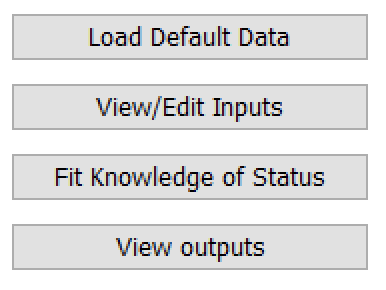 Load Default Data
View/Edit Inputs
Fit Knowledge of Status
View outputs